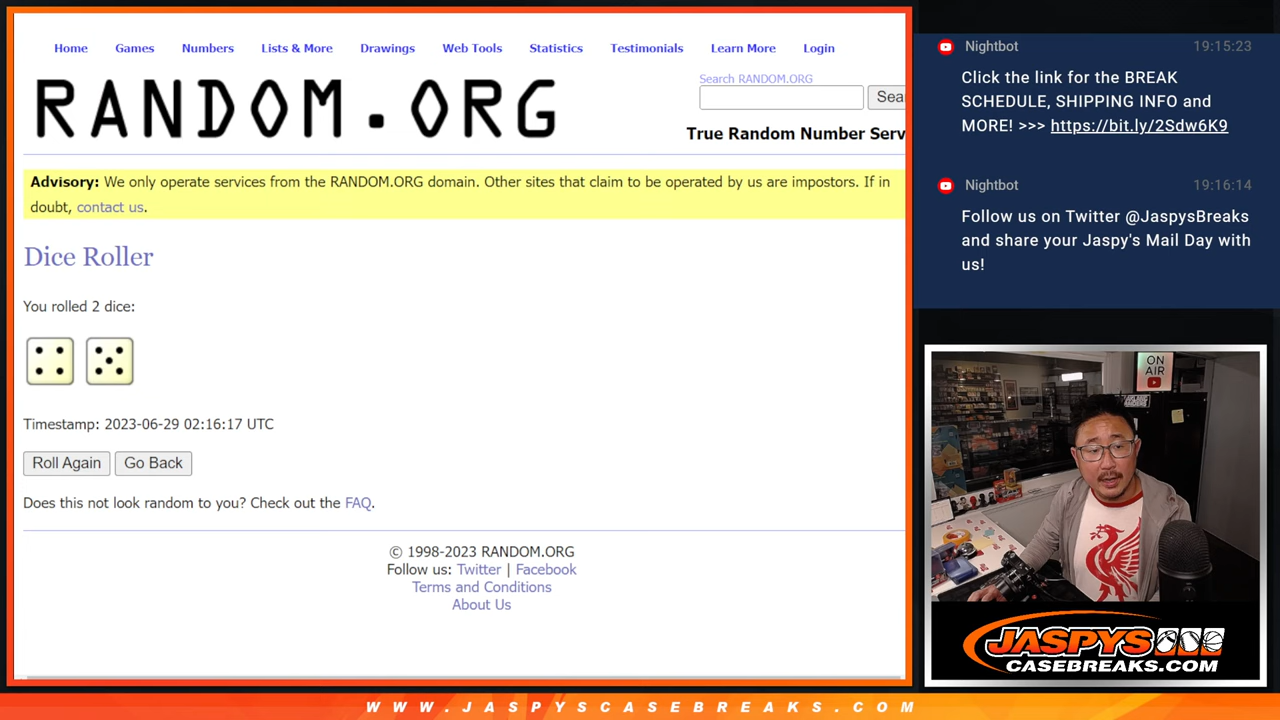 Home Games Numbers Lists & More Drawings Web Tools Statistics Testimonials Learn More Login
RANDOM.ORG
Search RANDOM.ORG
Sea
True Random Number Serv
Advisory: We only operate services from the RANDOM.ORG domain. Other sites that claim to be operated by us are impostors. If in
doubt, contact us.
Dice Roller
You rolled 2 dice:
Timestamp: 2023-06-29 02:16:17 UTC
Roll Again Go Back
Does this not look random to you? Check out the FAQ.
© 1998-2023 RANDOM.ORG
Follow us: Twitter | Facebook
Terms and Conditions
About Us
Nightbot 19:15:23
Click the link for the BREAK
SCHEDULE, SHIPPING INFO and
MORE! >>> https://bit.ly/2Sdw6K9
Nightbot 19:16:14
Follow us on Twitter @JaspysBreaks
and share your Jaspy's Mail Day with
us!
ON
AIR
JASPYS
CASEBREAKS.COM
WWW.JASPYSCASEBREAKS.COM